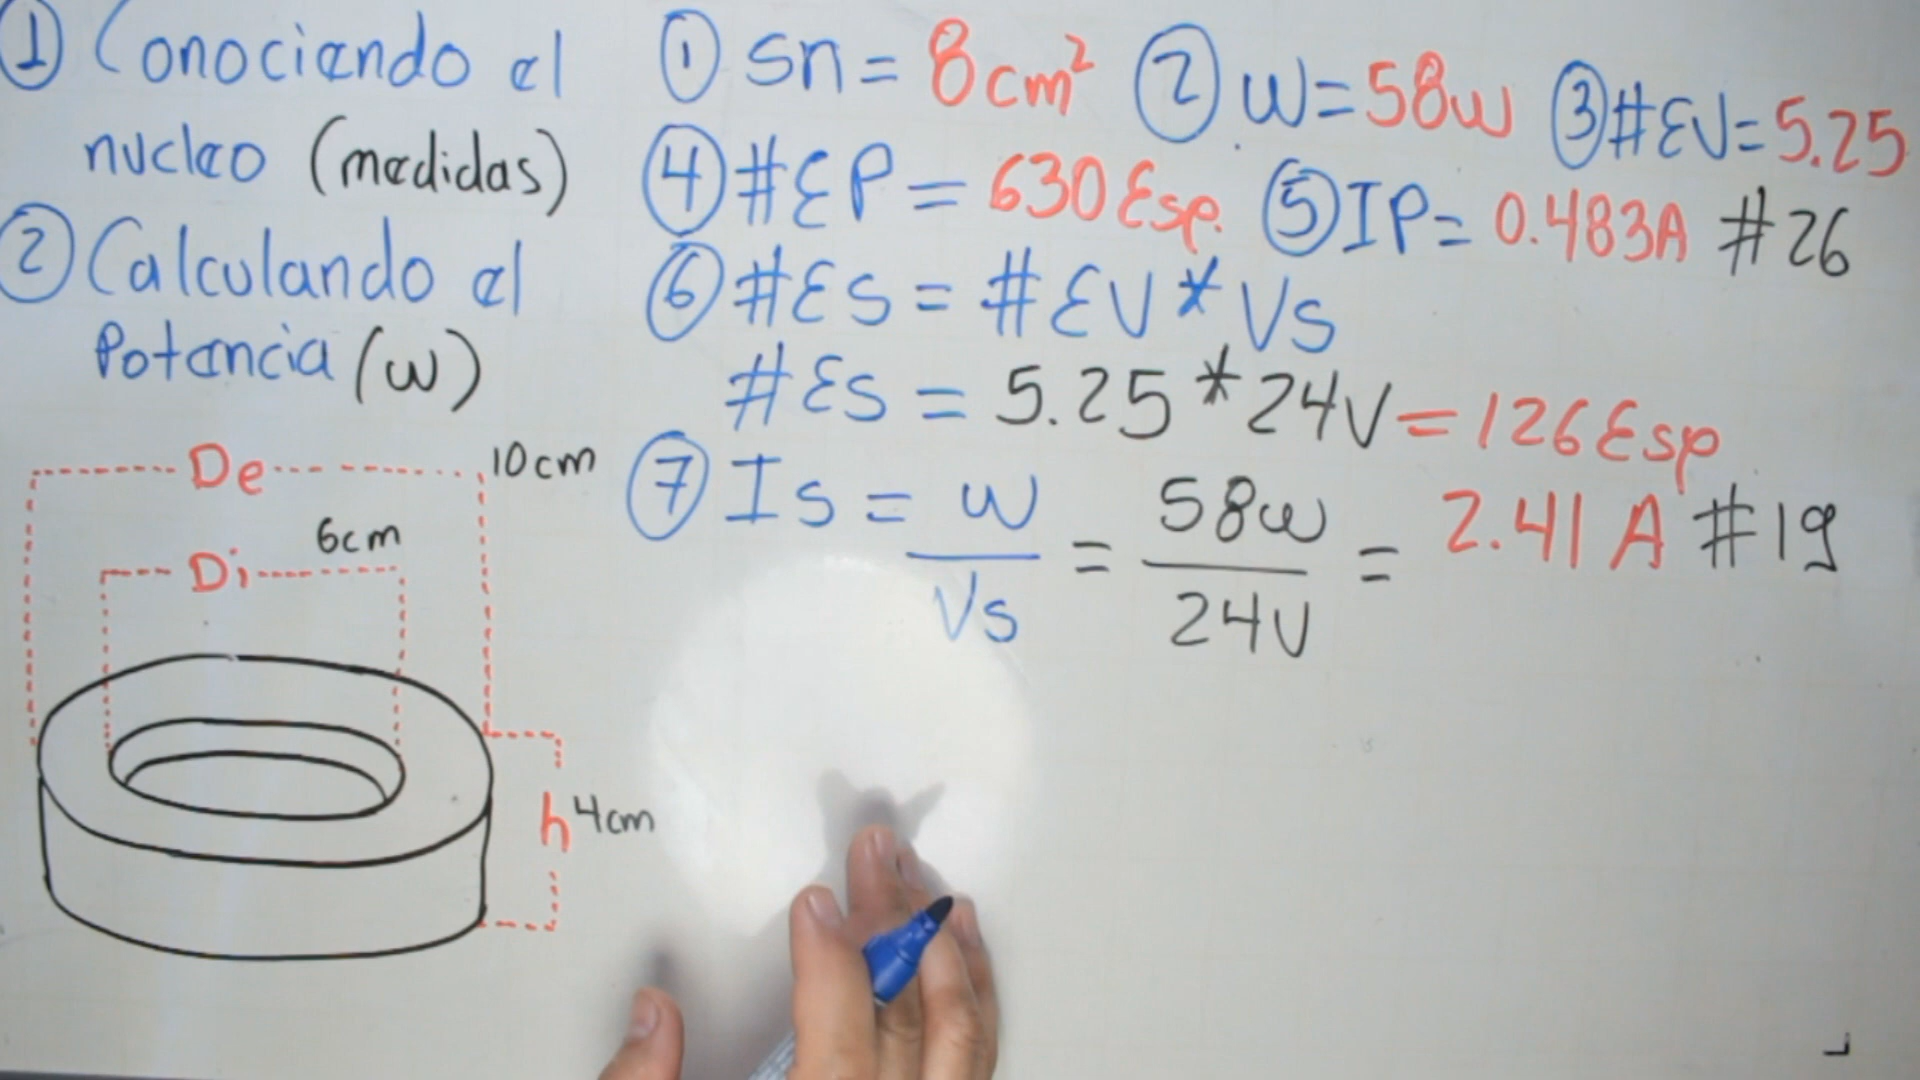 ① Conociendo el
nucleo (medidas)
② Calculando el
Potencia (w)
De 10cm
Di 6cm
h 4cm
① Sn = 8cm² ② W = 58w ③ #EV = 5.25
④ #EP = 630 Esp. ⑤ IP = 0.483A #26
⑥ #ES = #EV * VS
#ES = 5.25 * 24V = 126 Esp
⑦ Is = W/Vs = 58w/24V = 2.41 A #19